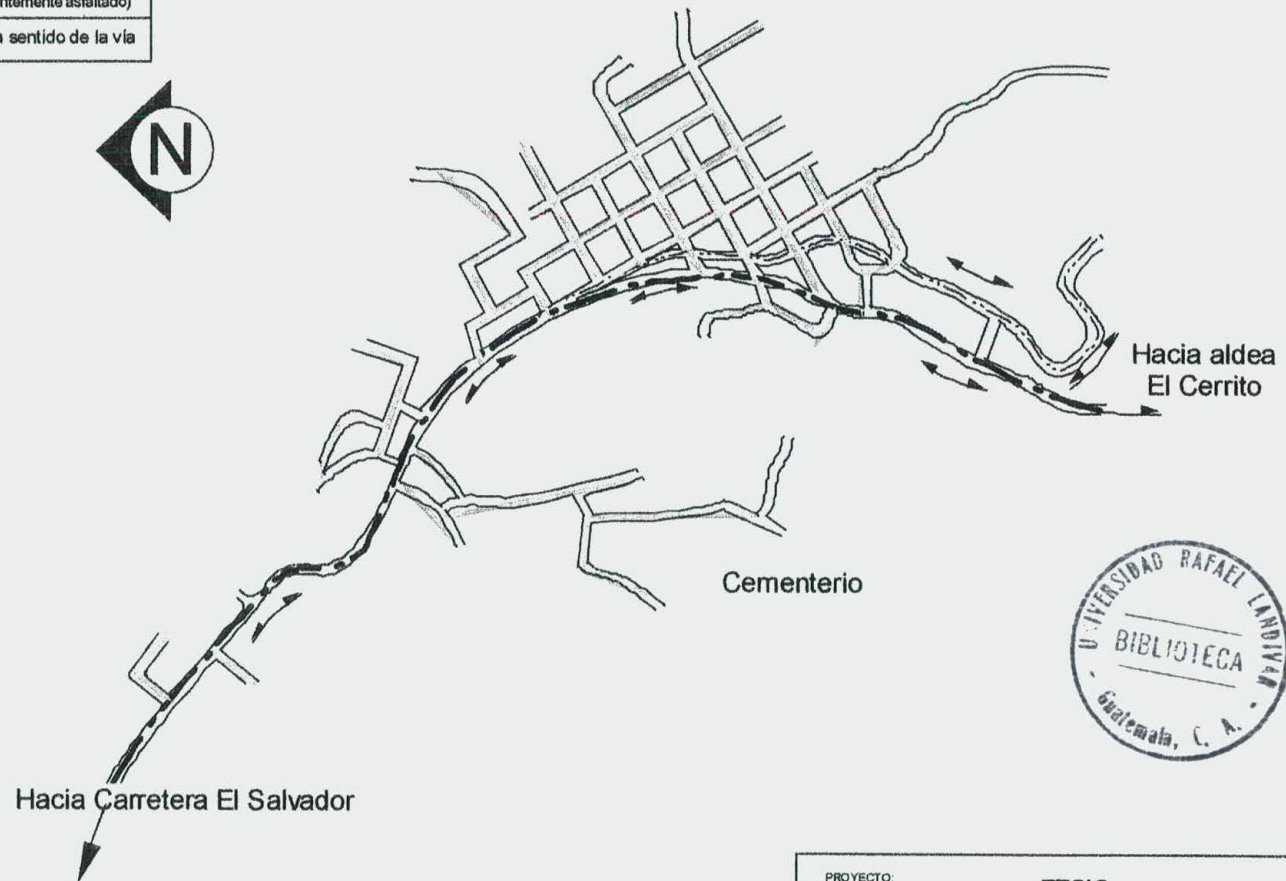 asfaltado)
sentido de la vía
N
Hacia aldea
El Cerrito
Cementerio
UNIVERSIDAD RAFAEL LANDIVAR
BIBLIOTECA
Guatemala, C. A.
Hacia Carretera El Salvador
PROYECTO: